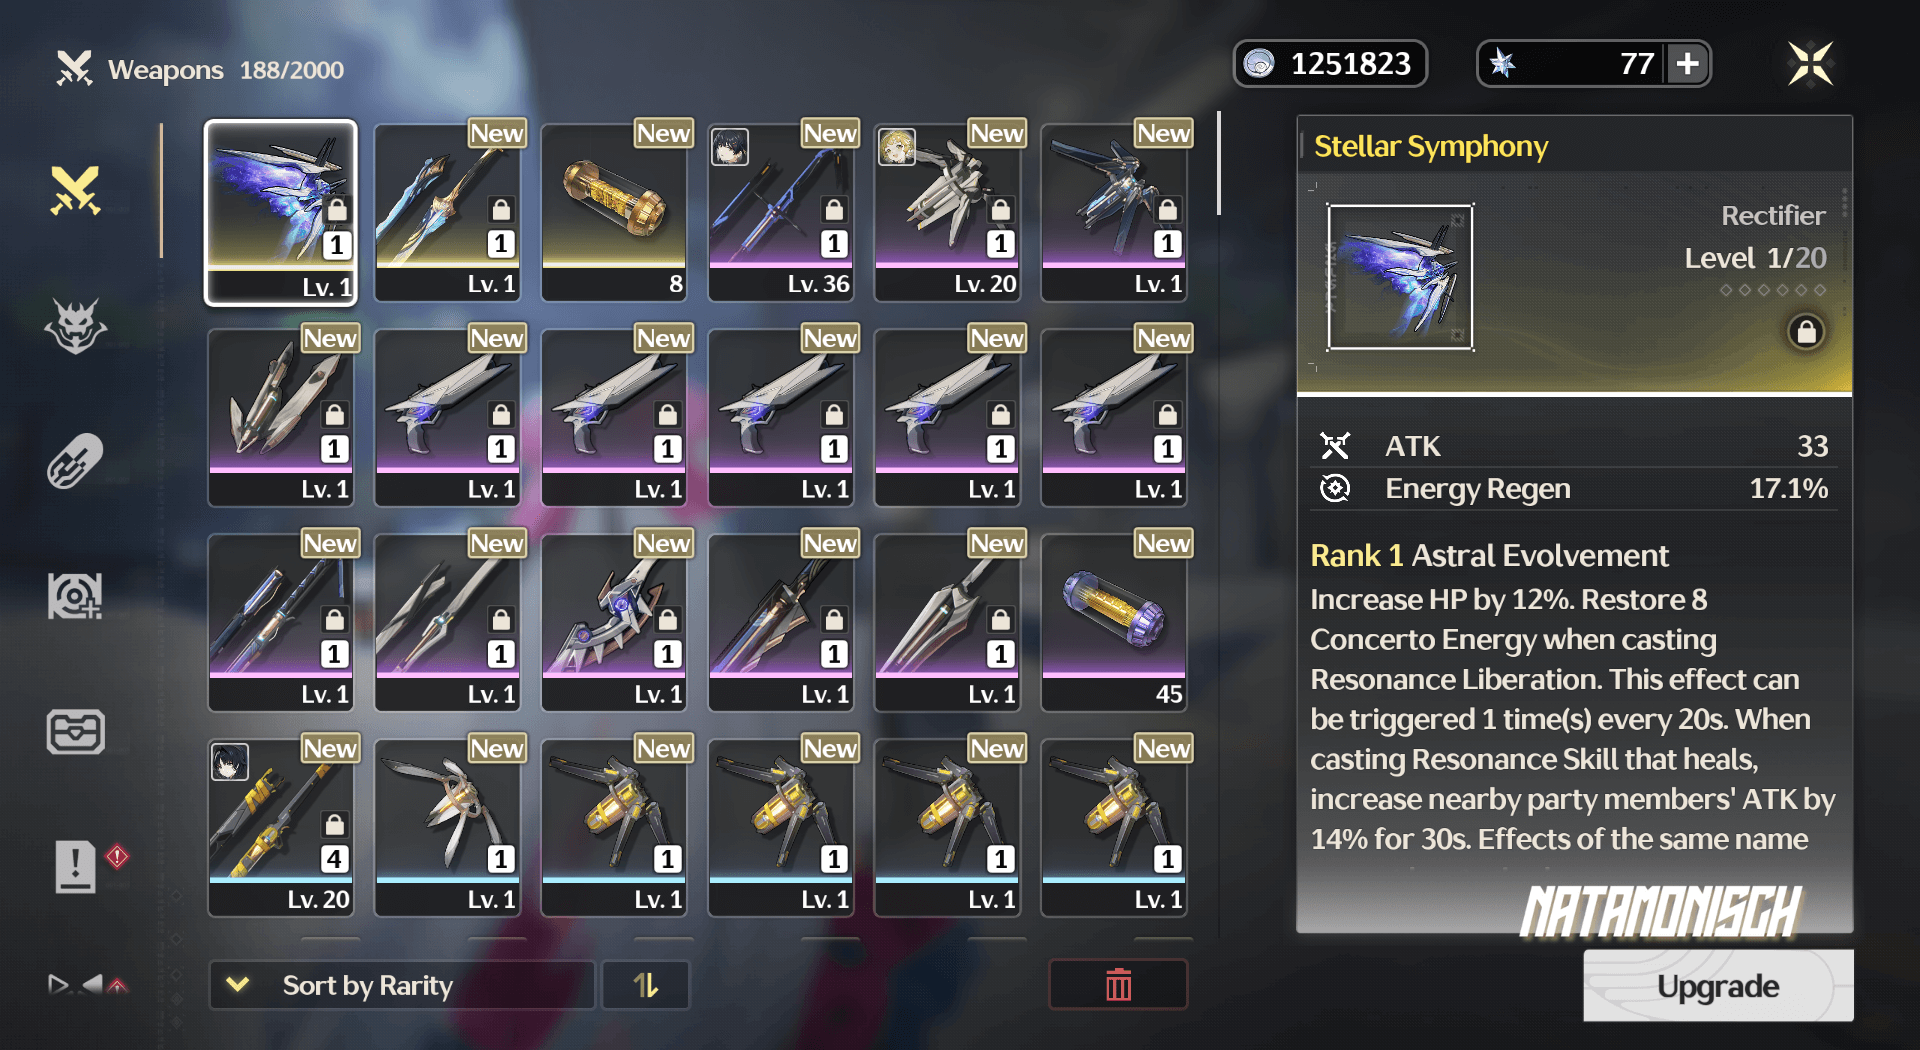 Weapons 188/2000
1251823
77
New New New New New
1 1 1 1 1
Lv. 1 Lv. 1 8 Lv. 36 Lv. 20 Lv. 1
New New New New New New
1 1 1 1 1 1
Lv. 1 Lv. 1 Lv. 1 Lv. 1 Lv. 1 Lv. 1
New New New New New New
1 1 1 1 1
Lv. 1 Lv. 1 Lv. 1 Lv. 1 Lv. 1 45
New New New New New New
4 1 1 1 1 1
Lv. 20 Lv. 1 Lv. 1 Lv. 1 Lv. 1 Lv. 1
Sort by Rarity
Stellar Symphony
Rectifier
Level 1/20
ATK 33
Energy Regen 17.1%
Rank 1 Astral Evolvement
Increase HP by 12%. Restore 8
Concerto Energy when casting
Resonance Liberation. This effect can
be triggered 1 time(s) every 20s. When
casting Resonance Skill that heals,
increase nearby party members' ATK by
14% for 30s. Effects of the same name
NATAMONISCH
Upgrade